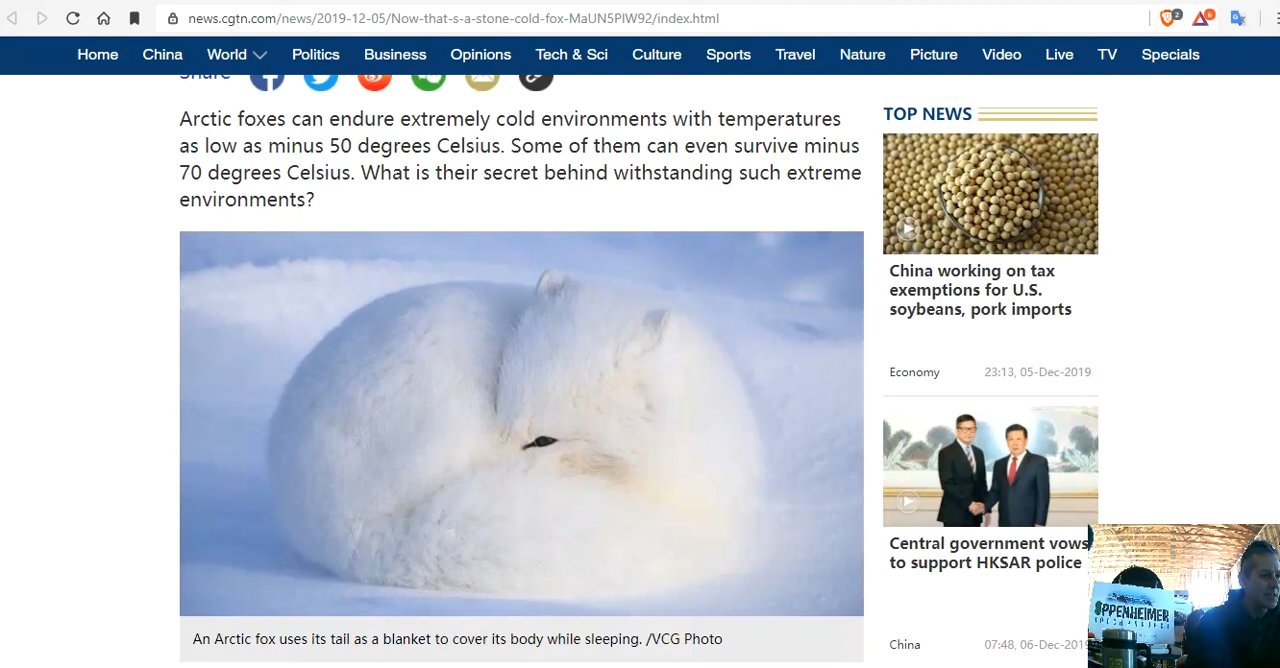 news.cgtn.com/news/2019-12-05/Now-that-s-a-stone-cold-fox-MaUN5PIW92/index.html
2
6
Home China World Politics Business Opinions Tech & Sci Culture Sports Travel Nature Picture Video Live TV Specials
Share
Arctic foxes can endure extremely cold environments with temperatures
as low as minus 50 degrees Celsius. Some of them can even survive minus
70 degrees Celsius. What is their secret behind withstanding such extreme
environments?
An Arctic fox uses its tail as a blanket to cover its body while sleeping. /VCG Photo
TOP NEWS
China working on tax
exemptions for U.S.
soybeans, pork imports
Economy 23:13, 05-Dec-2019
Central government vows
to support HKSAR police
China 07:48, 06-Dec-2019
OPPENHEIMER